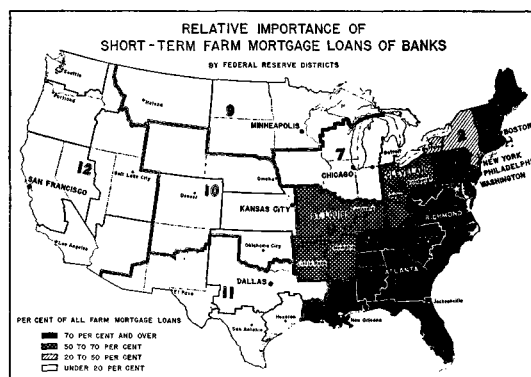 RELATIVE IMPORTANCE OF
SHORT-TERM FARM MORTGAGE LOANS OF BANKS
BY FEDERAL RESERVE DISTRICTS
Seattle
Portland
Helena
9
MINNEAPOLIS
2
BOSTON
7
Detroit
NEW YORK
PHILADELPHIA
WASHINGTON
12
SAN FRANCISCO
Salt Lake City
10
Denver
Omaha
CHICAGO
KANSAS CITY
RICHMOND
Los Angeles
Oklahoma City
ATLANTA
El Paso
DALLAS
11
Jacksonville
Houston
New Orleans
San Antonio
PER CENT OF ALL FARM MORTGAGE LOANS
70 PER CENT AND OVER
50 TO 70 PER CENT
20 TO 50 PER CENT
UNDER 20 PER CENT